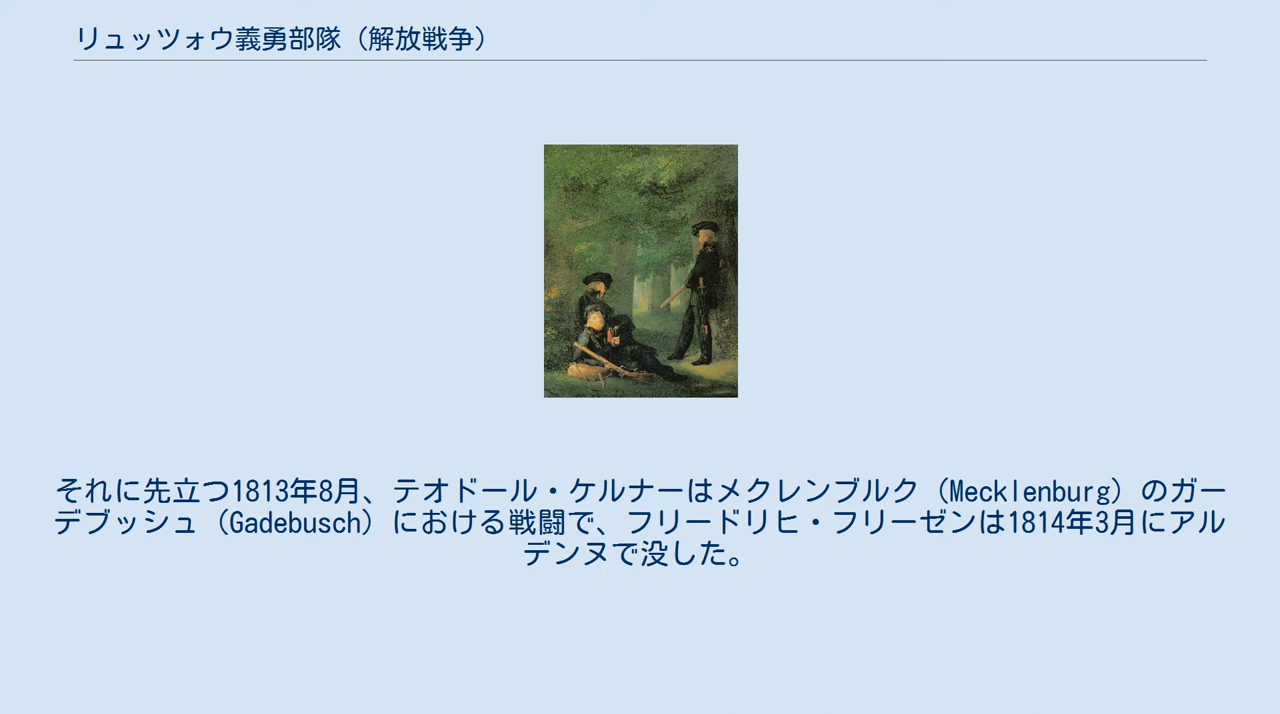 リュッツォウ義勇部隊（解放戦争）
それに先立つ1813年8月、テオドール・ケルナーはメクレンブルク（Mecklenburg）のガー
デブッシュ（Gadebusch）における戦闘で、フリードリヒ・フリーゼンは1814年3月にアル
デンヌで没した。